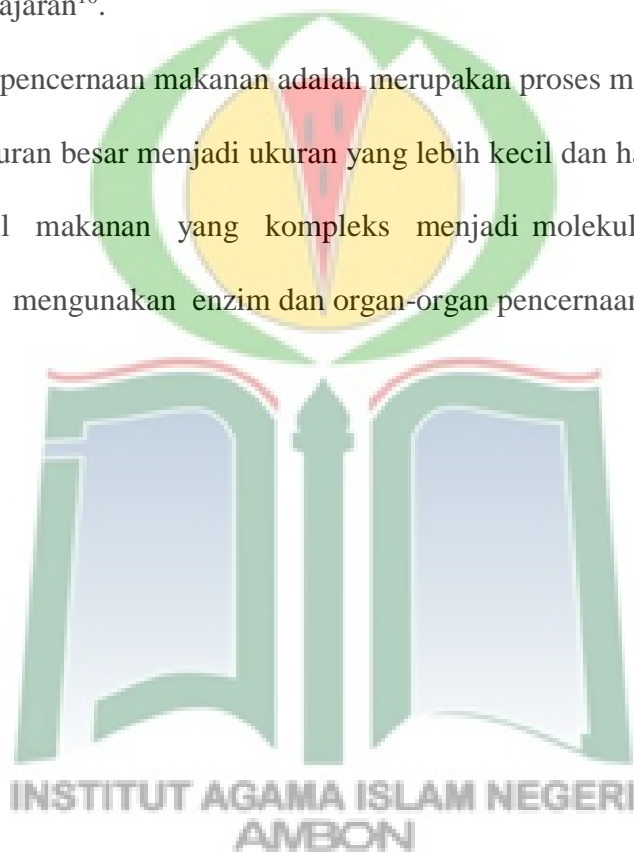 ajaran¹⁰.
pencernaan makanan adalah merupakan proses m
uran besar menjadi ukuran yang lebih kecil dan ha
l makanan yang kompleks menjadi molekul
mengunakan enzim dan organ-organ pencernaan
INSTITUT AGAMA ISLAM NEGERI
AMBON